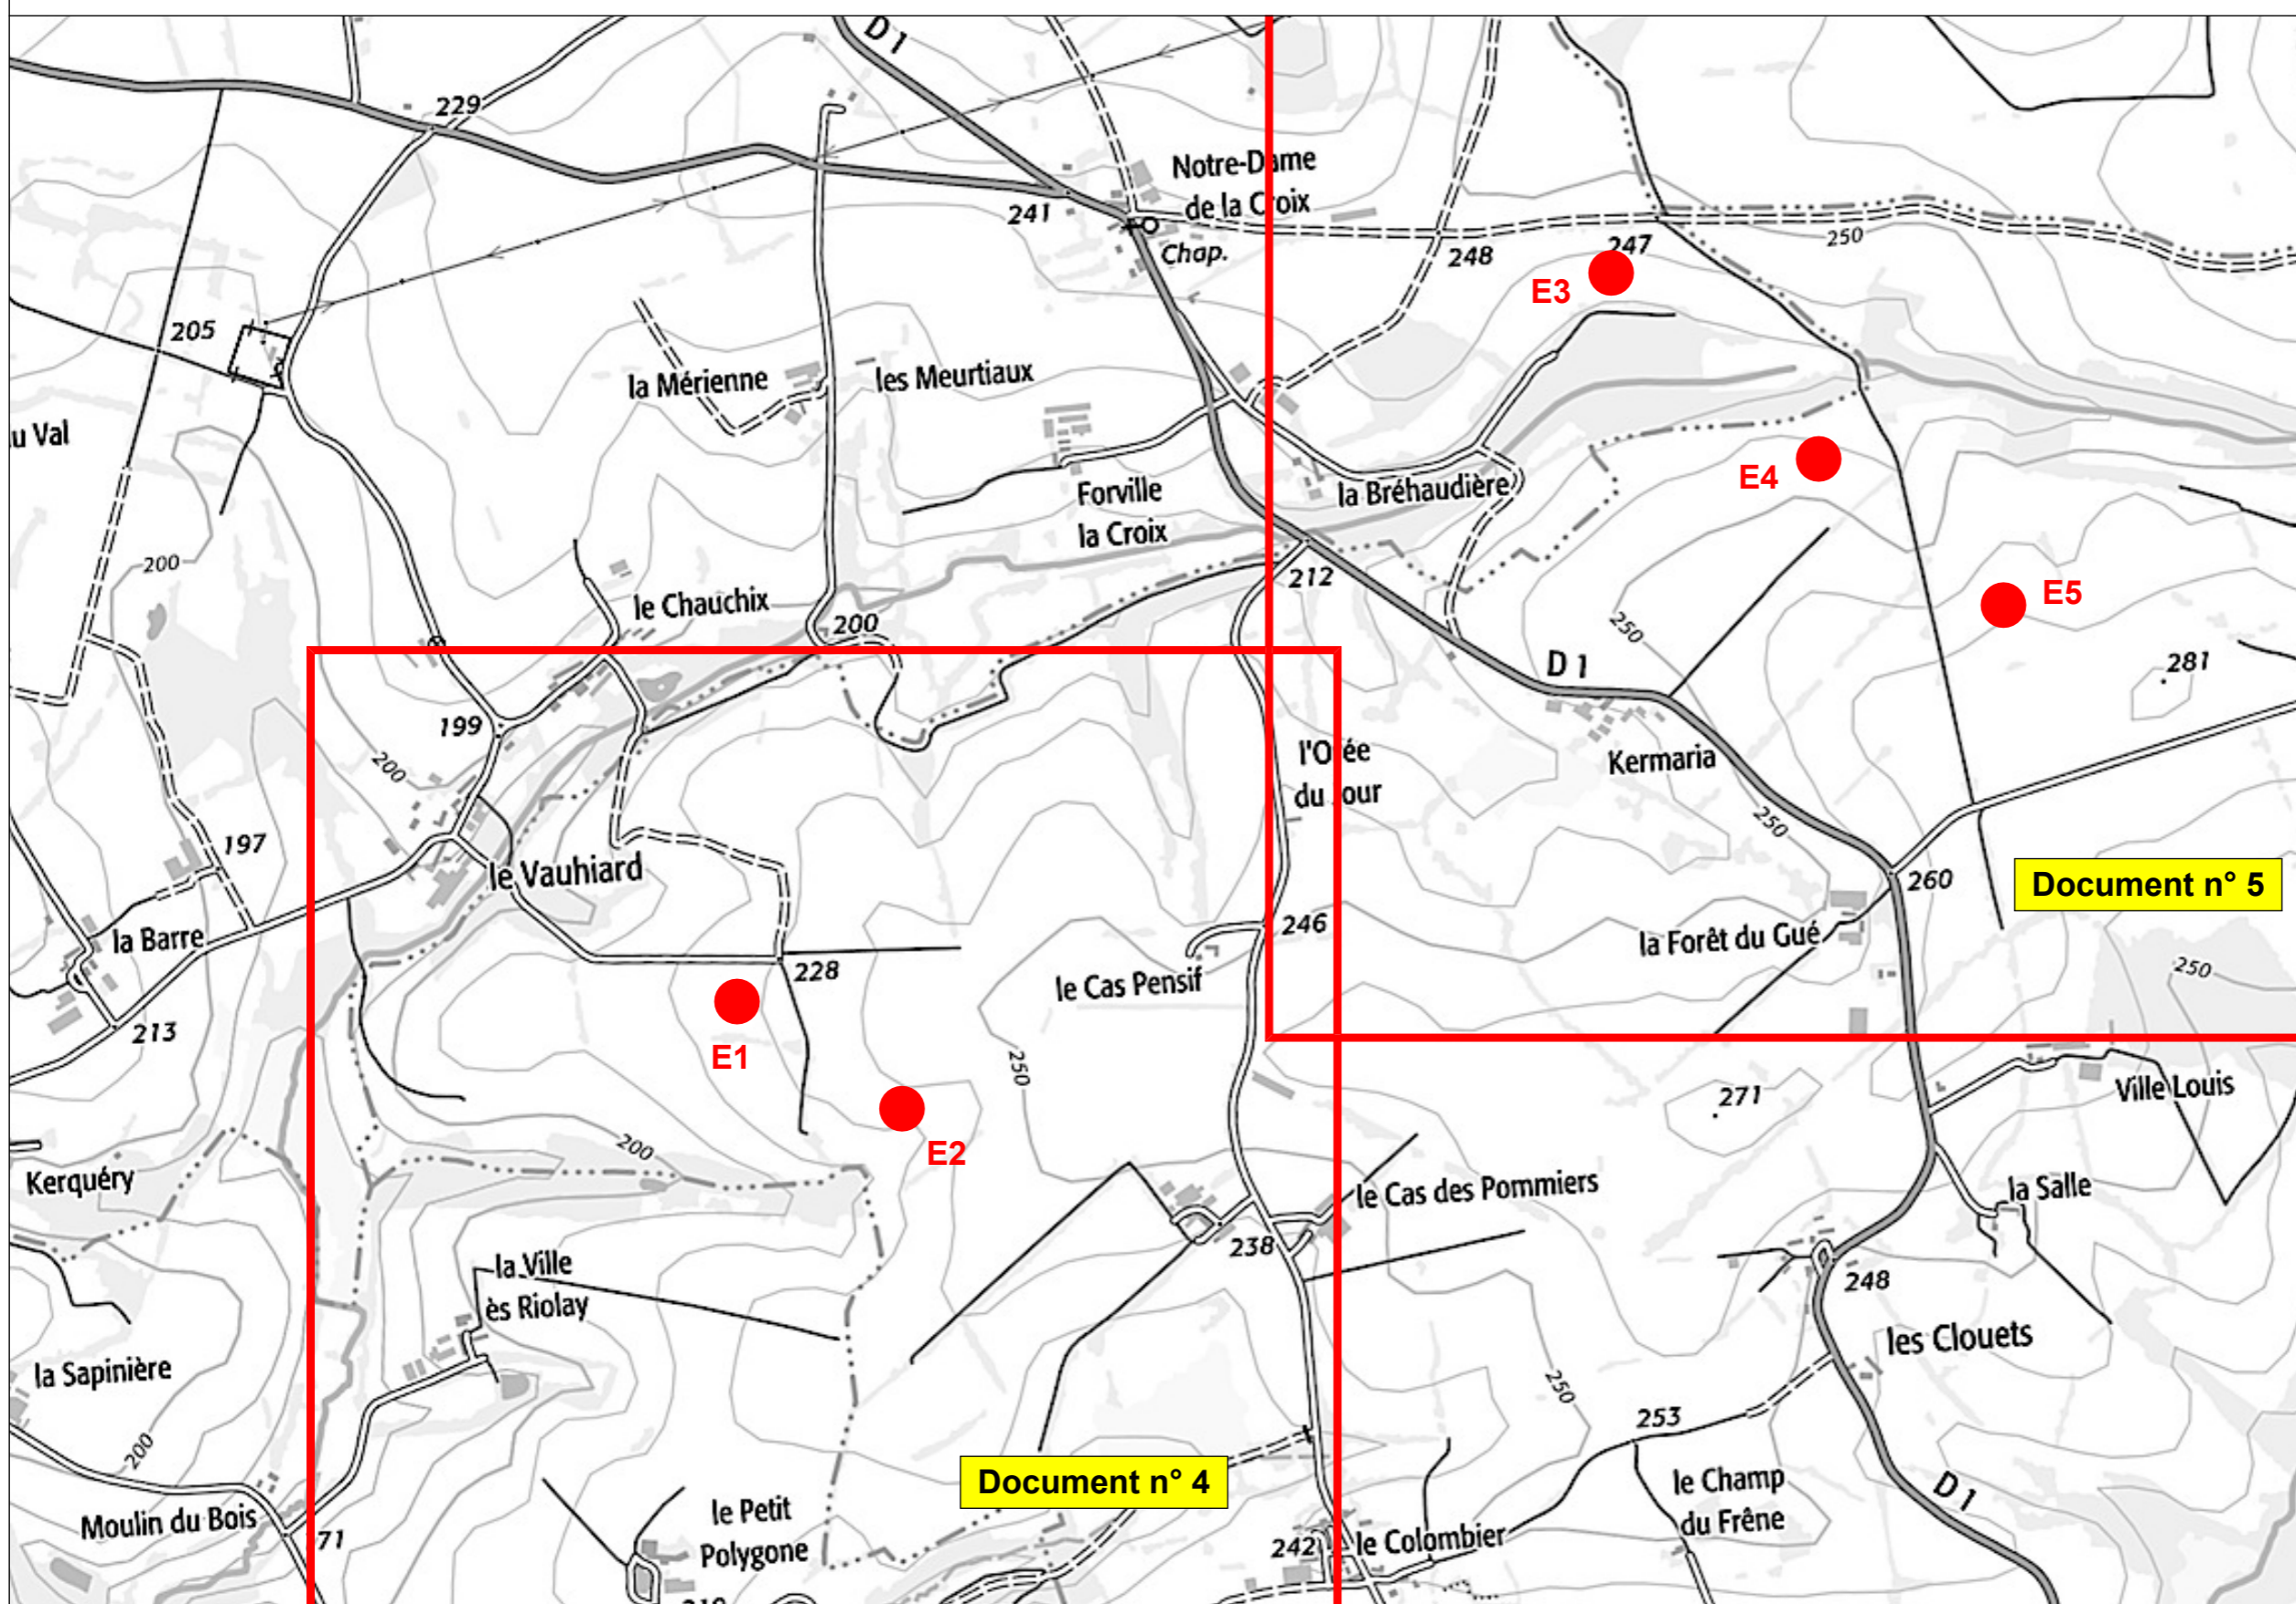 D 1
229
Notre-Dame
de la Croix
241
Chap.
248
247
250
E3
205
la Mérienne
les Meurtiaux
u Val
E4
la Bréhaudière
Forville
la Croix
200
212
le Chauchix
200
E5
250
281
D 1
199
200
l'Orée
du Jour
Kermaria
250
197
le Vauhiard
260
Document n° 5
la Barre
246
la Forêt du Gué
228
le Cas Pensif
250
213
E1
250
271
Ville Louis
E2
200
Kerquéry
le Cas des Pommiers
la Salle
238
la Ville
ès Riolay
248
les Clouets
la Sapinière
250
253
200
Document n° 4
le Champ
du Frêne
D 1
le Petit
Polygone
Moulin du Bois
71
242
le Colombier